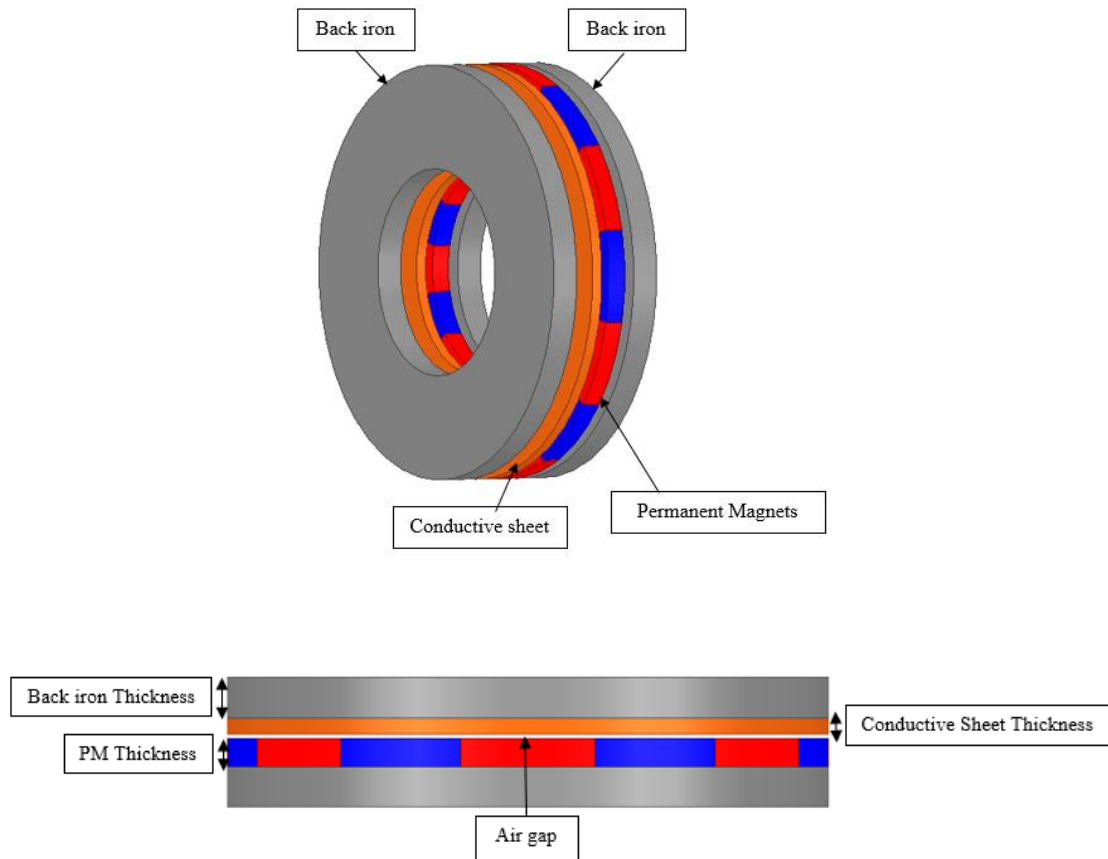 Back iron
Back iron
Conductive sheet
Permanent Magnets
Back iron Thickness
Conductive Sheet Thickness
PM Thickness
Air gap